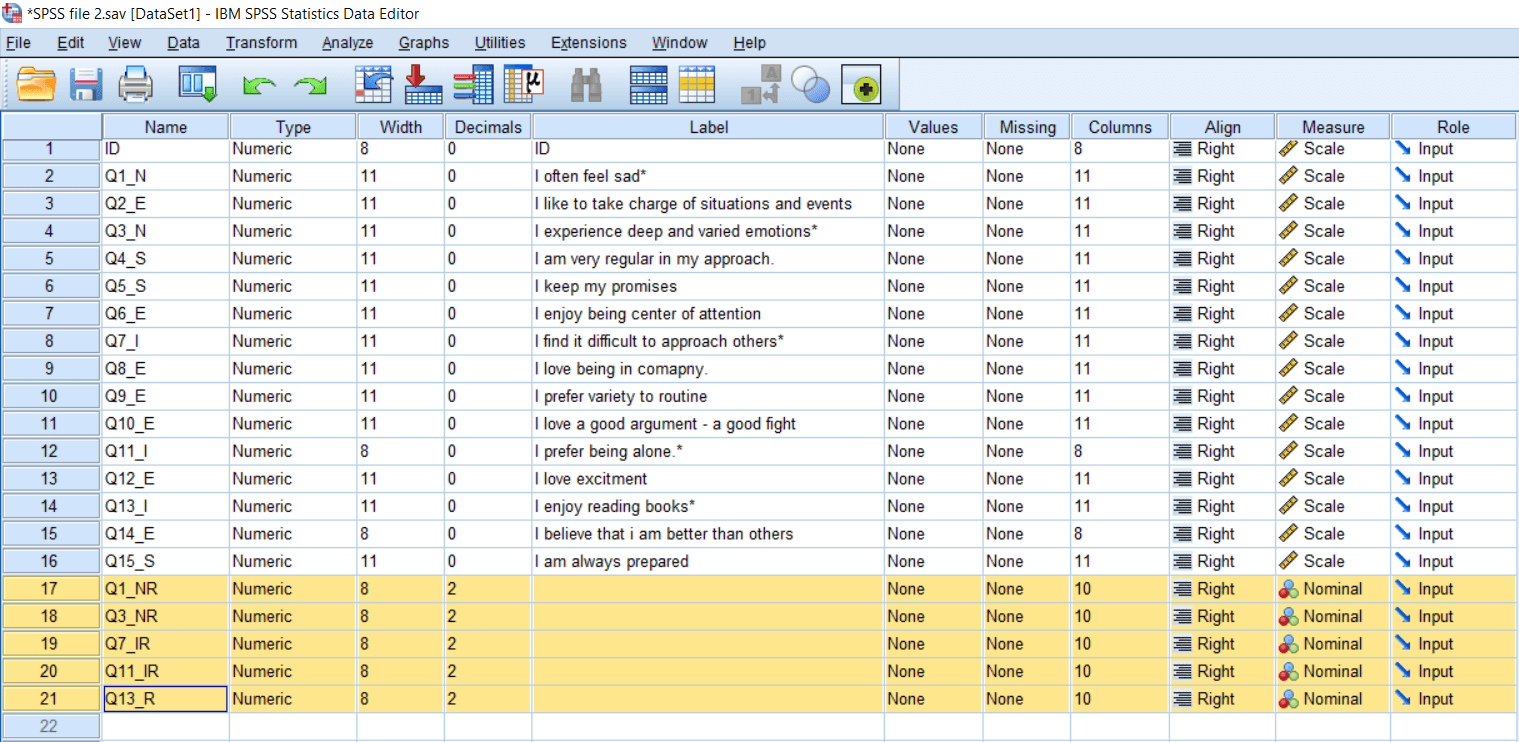 *SPSS file 2.sav [DataSet1] - IBM SPSS Statistics Data Editor
File Edit View Data Transform Analyze Graphs Utilities Extensions Window Help
Name Type Width Decimals Label Values Missing Columns Align Measure Role
1 ID Numeric 8 0 ID None None 8 Right Scale Input
2 Q1_N Numeric 11 0 I often feel sad* None None 11 Right Scale Input
3 Q2_E Numeric 11 0 I like to take charge of situations and events None None 11 Right Scale Input
4 Q3_N Numeric 11 0 I experience deep and varied emotions* None None 11 Right Scale Input
5 Q4_S Numeric 11 0 I am very regular in my approach. None None 11 Right Scale Input
6 Q5_S Numeric 11 0 I keep my promises None None 11 Right Scale Input
7 Q6_E Numeric 11 0 I enjoy being center of attention None None 11 Right Scale Input
8 Q7_I Numeric 11 0 I find it difficult to approach others* None None 11 Right Scale Input
9 Q8_E Numeric 11 0 I love being in comapny. None None 11 Right Scale Input
10 Q9_E Numeric 11 0 I prefer variety to routine None None 11 Right Scale Input
11 Q10_E Numeric 11 0 I love a good argument - a good fight None None 11 Right Scale Input
12 Q11_I Numeric 8 0 I prefer being alone.* None None 8 Right Scale Input
13 Q12_E Numeric 11 0 I love excitment None None 11 Right Scale Input
14 Q13_I Numeric 11 0 I enjoy reading books* None None 11 Right Scale Input
15 Q14_E Numeric 8 0 I believe that i am better than others None None 8 Right Scale Input
16 Q15_S Numeric 11 0 I am always prepared None None 11 Right Scale Input
17 Q1_NR Numeric 8 2 None None 10 Right Nominal Input
18 Q3_NR Numeric 8 2 None None 10 Right Nominal Input
19 Q7_IR Numeric 8 2 None None 10 Right Nominal Input
20 Q11_IR Numeric 8 2 None None 10 Right Nominal Input
21 Q13_R Numeric 8 2 None None 10 Right Nominal Input
22